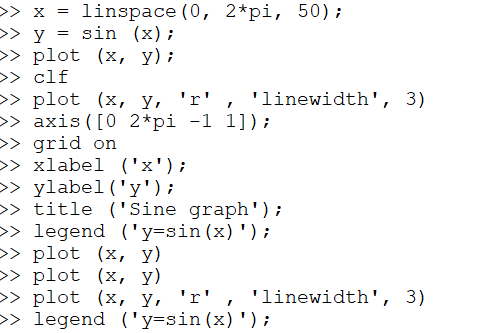 >> x = linspace(0, 2*pi, 50);
>> y = sin (x);
>> plot (x, y);
>> clf
>> plot (x, y, 'r' , 'linewidth', 3)
>> axis([0 2*pi -1 1]);
>> grid on
>> xlabel ('x');
>> ylabel('y');
>> title ('Sine graph');
>> legend ('y=sin(x)');
>> plot (x, y)
>> plot (x, y)
>> plot (x, y, 'r' , 'linewidth', 3)
>> legend ('y=sin(x)');